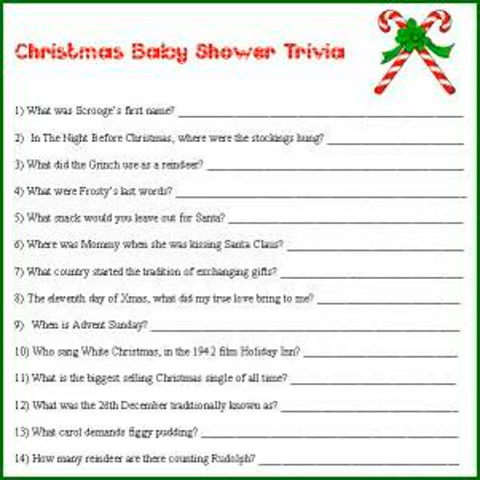 Christmas Baby Shower Trivia
1) What was Scrooge's first name?
2) In The Night Before Christmas, where were the stockings hung?
3) What did the Grinch use as a reindeer?
4) What were Frosty's last words?
5) What snack would you leave out for Santa?
6) Where was Mommy when she was kissing Santa Claus?
7) What country started the tradition of exchanging gifts?
8) The eleventh day of Xmas, what did my true love bring to me?
9) When is Advent Sunday?
10) Who sang White Christmas, in the 1942 film Holiday Inn?
11) What is the biggest selling Christmas single of all time?
12) What was the 26th December traditionally known as?
13) What carol demands figgy pudding?
14) How many reindeer are there counting Rudolph?